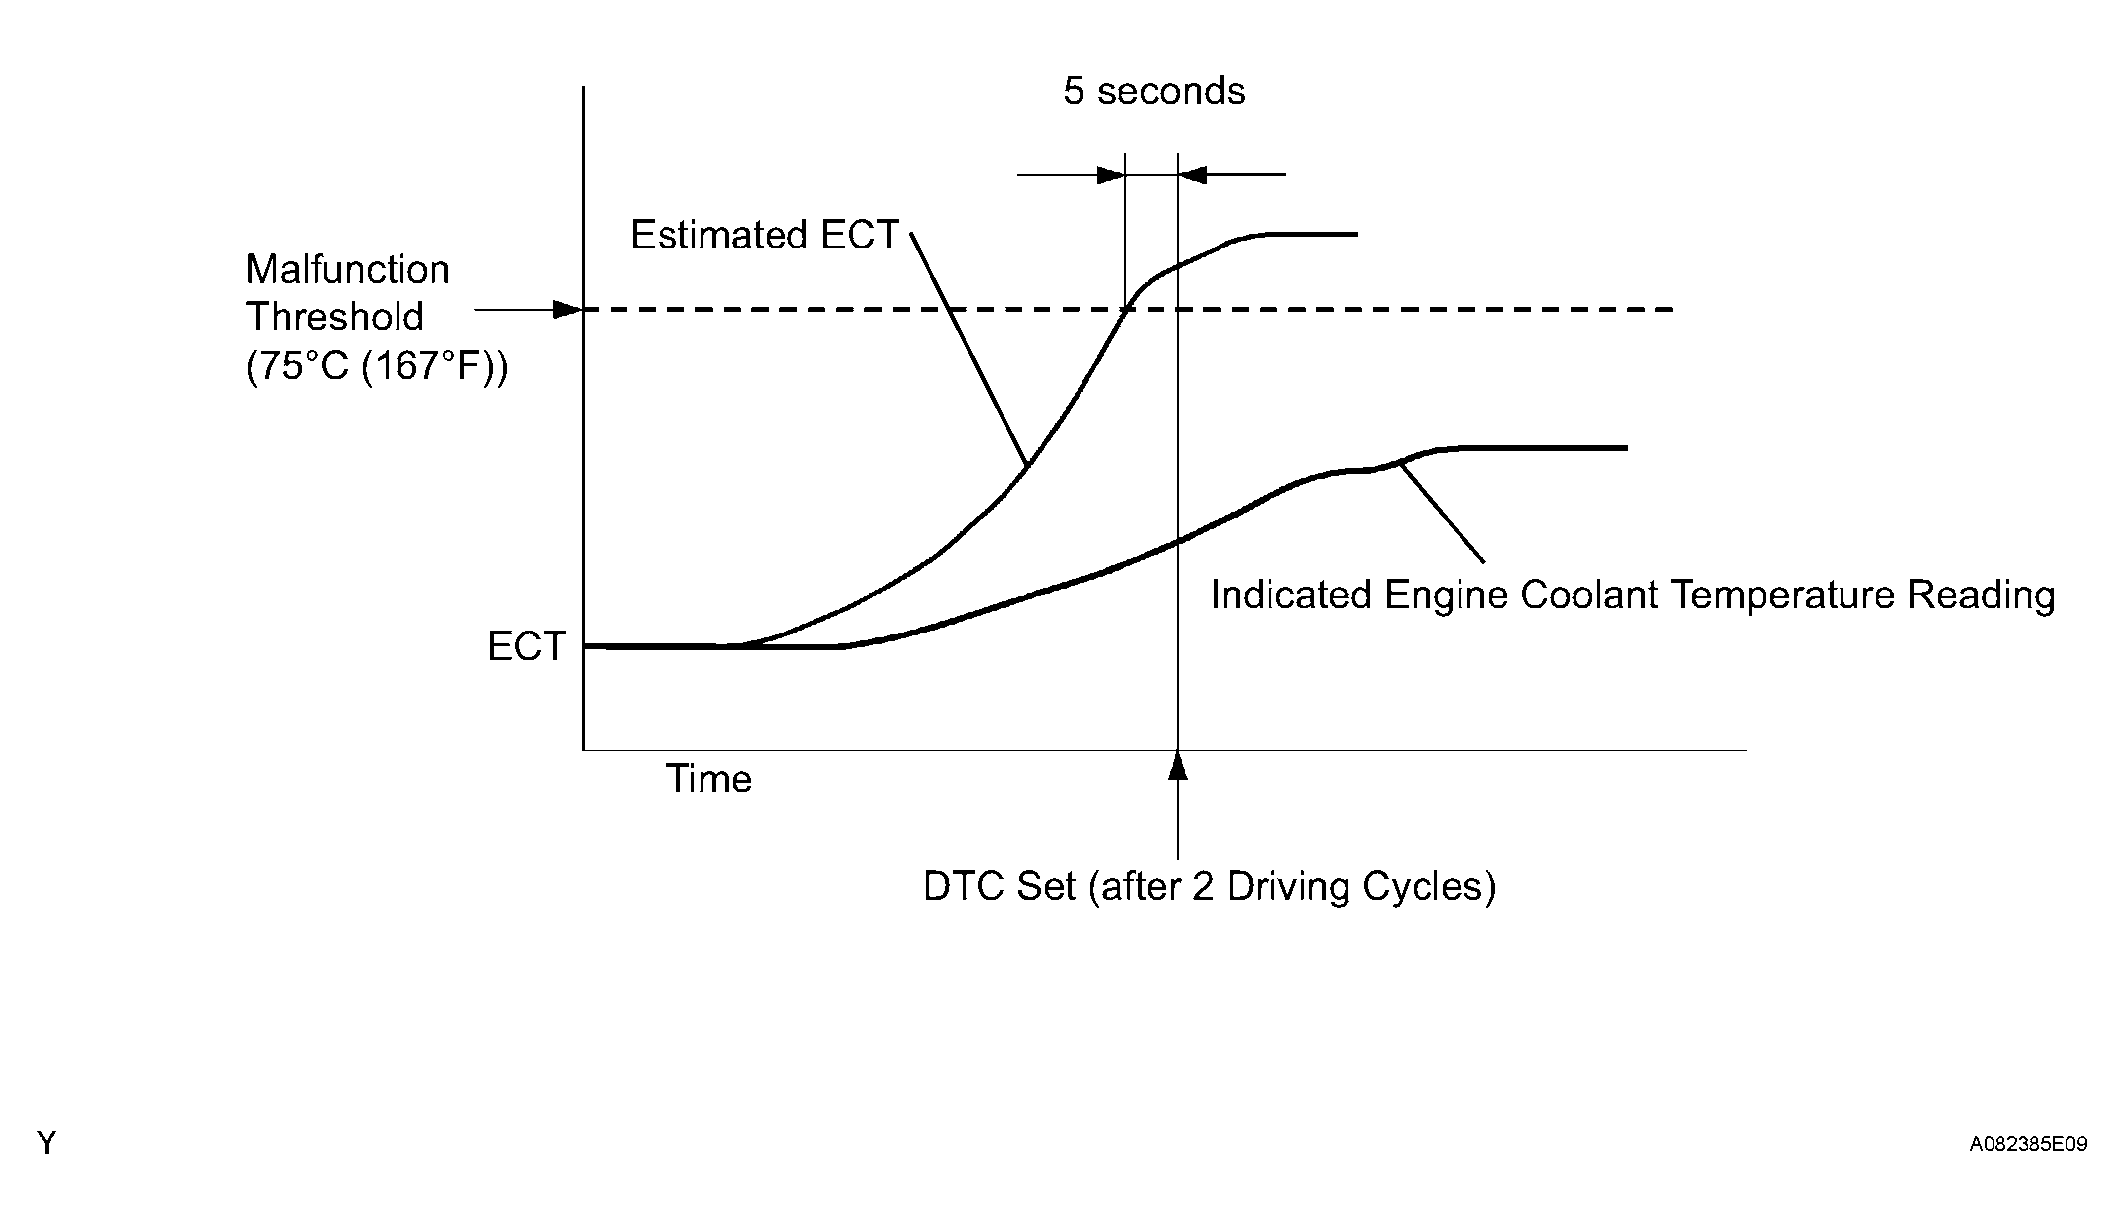 5 seconds
Estimated ECT
Malfunction
Threshold
(75°C (167°F))
Indicated Engine Coolant Temperature Reading
ECT
Time
DTC Set (after 2 Driving Cycles)
Y
A082385E09